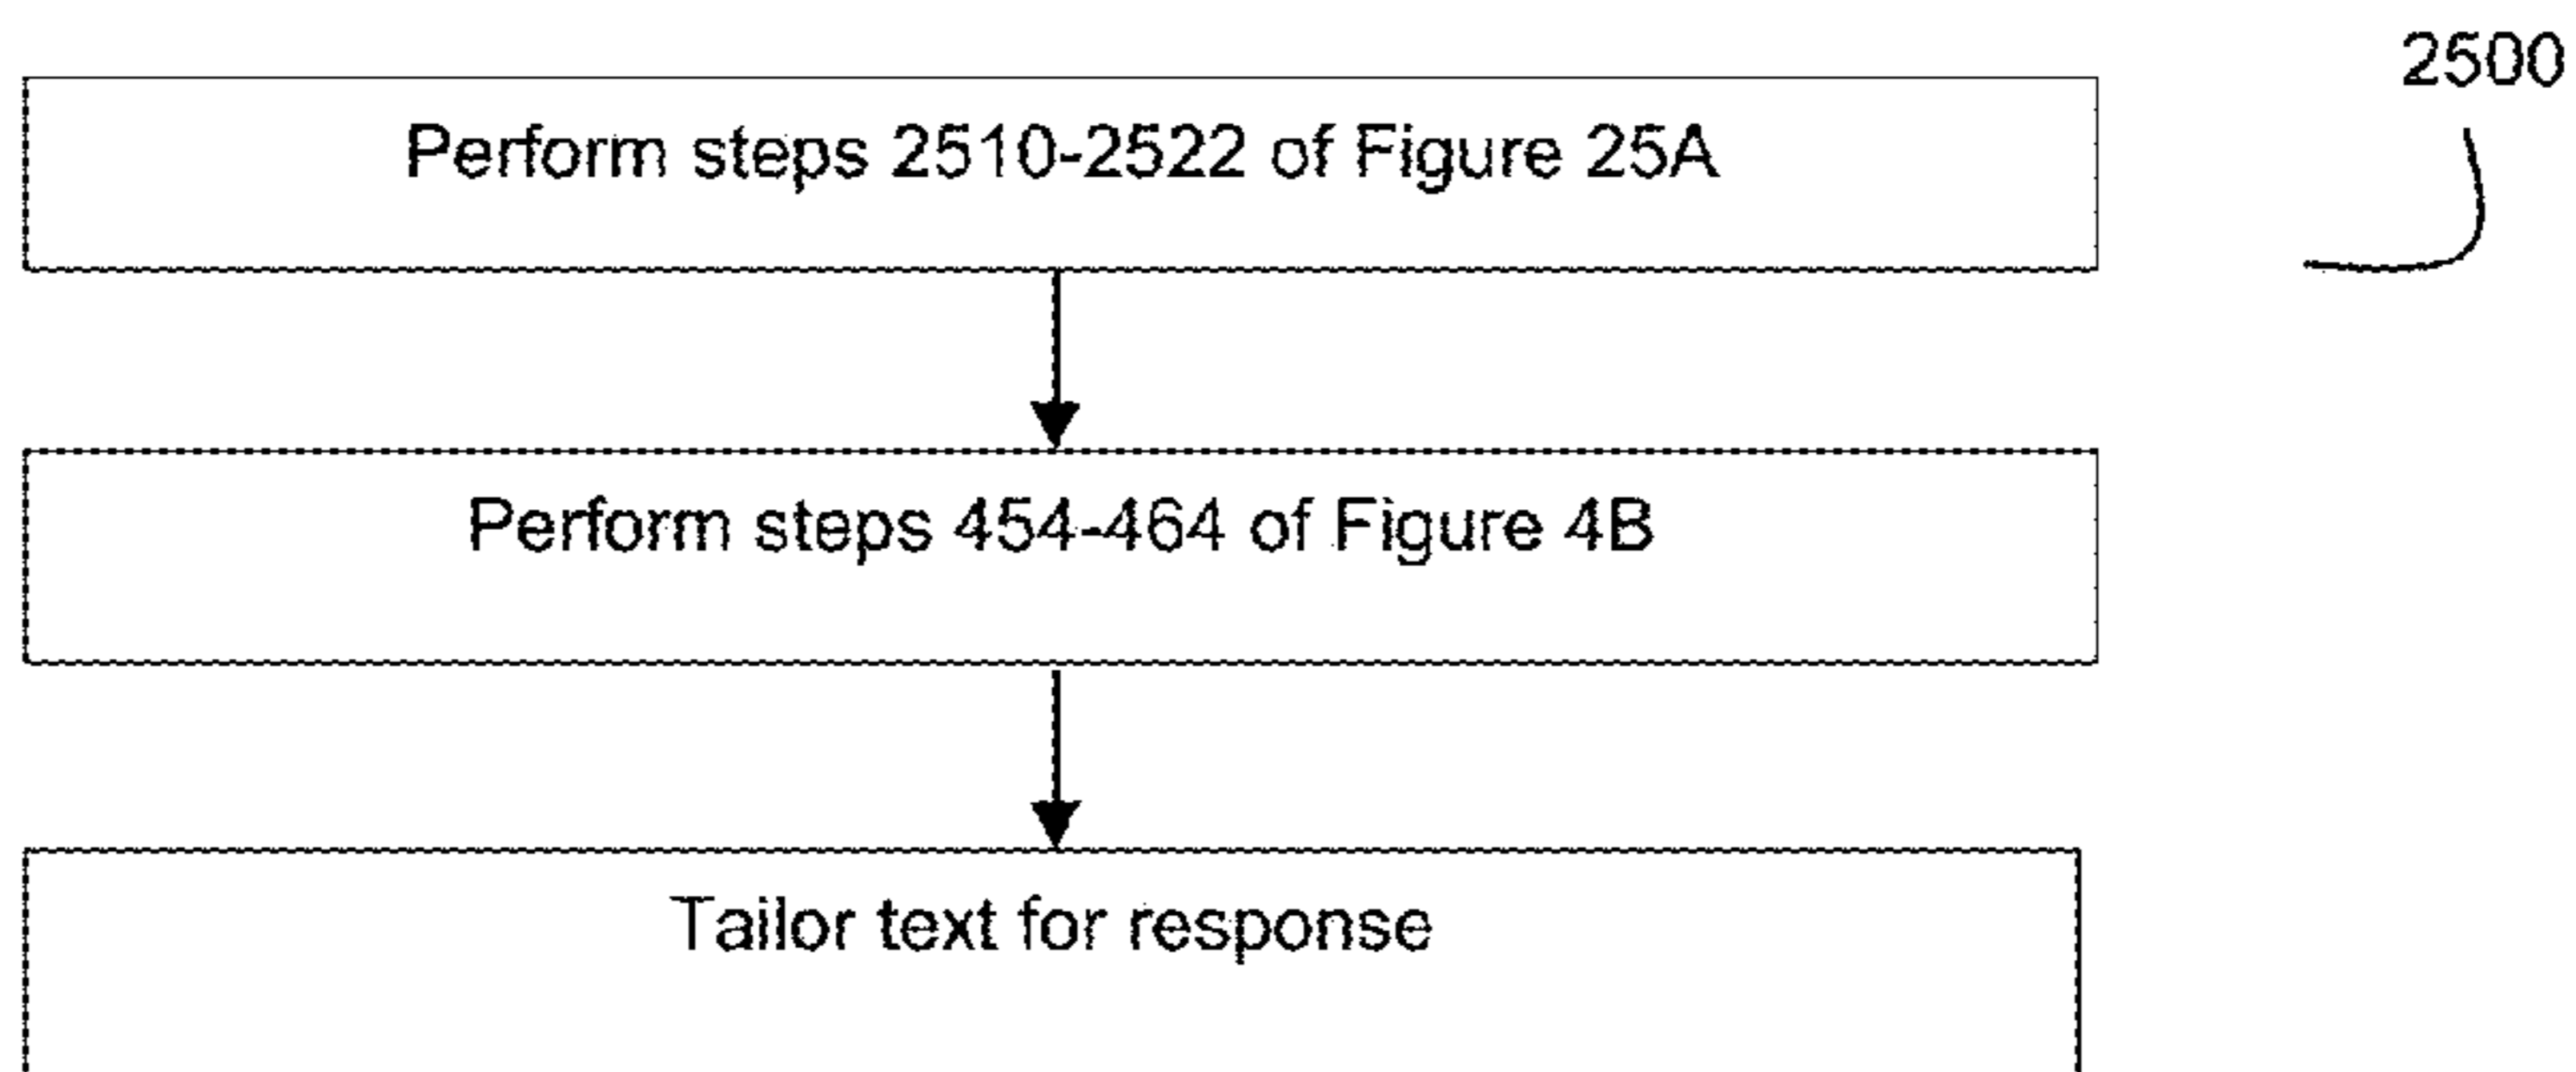 2500
Perform steps 2510-2522 of Figure 25A
Perform steps 454-464 of Figure 4B
Tailor text for response